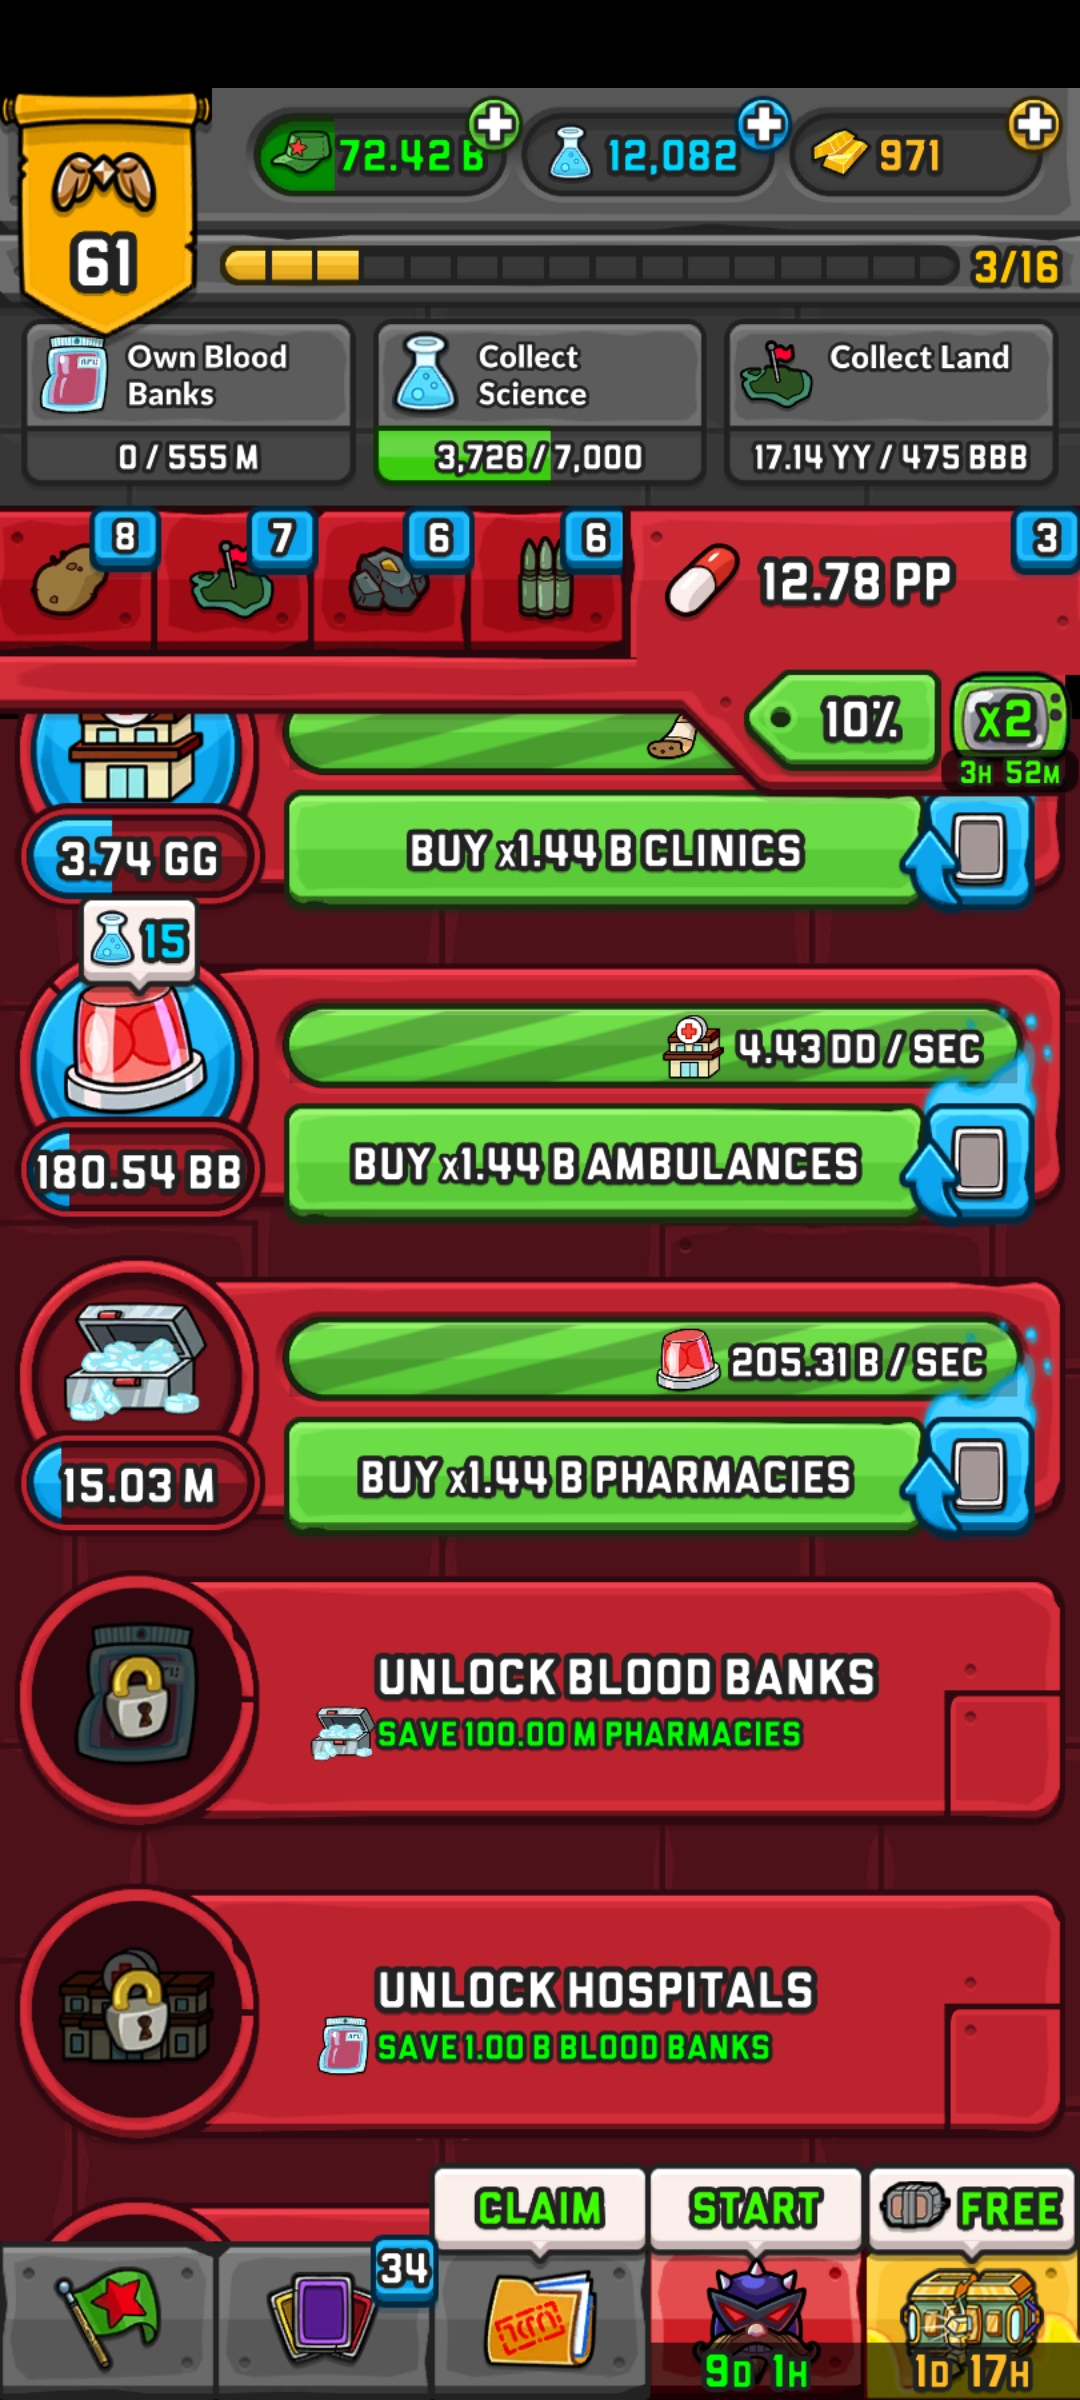 72.42 B
12,082
971
61
3/16
Own Blood
Banks
0 / 555 M
Collect
Science
3,726 / 7,000
Collect Land
17.14 YY / 475 BBB
8
7
6
6
3
12.78 PP
10%
x2
3H 52M
3.74 GG
BUY x1.44 B CLINICS
15
4.43 DD / SEC
180.54 BB
BUY x1.44 B AMBULANCES
205.31 B / SEC
15.03 M
BUY x1.44 B PHARMACIES
UNLOCK BLOOD BANKS
SAVE 100.00 M PHARMACIES
UNLOCK HOSPITALS
SAVE 1.00 B BLOOD BANKS
CLAIM
START
FREE
34
9D 1H
1D 17H